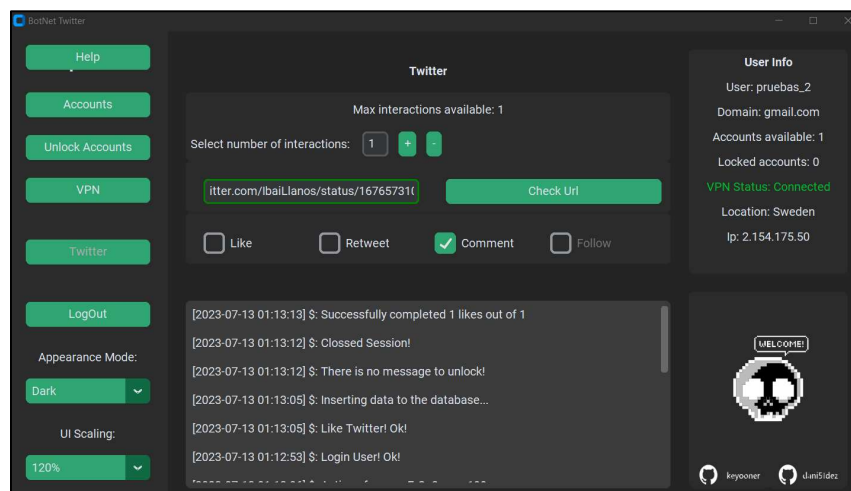 BotNet Twitter
Help
Accounts
Unlock Accounts
VPN
Twitter
LogOut
Appearance Mode:
Dark
UI Scaling:
120%
Twitter
Max interactions available: 1
Select number of interactions: 1 + -
itter.com/IbaiLlanos/status/16765731( Check Url
Like Retweet Comment Follow
[2023-07-13 01:13:13] $: Successfully completed 1 likes out of 1
[2023-07-13 01:13:12] $: Clossed Session!
[2023-07-13 01:13:12] $: There is no message to unlock!
[2023-07-13 01:13:05] $: Inserting data to the database...
[2023-07-13 01:13:05] $: Like Twitter! Ok!
[2023-07-13 01:12:53] $: Login User! Ok!
User Info
User: pruebas_2
Domain: gmail.com
Accounts available: 1
Locked accounts: 0
VPN Status: Connected
Location: Sweden
Ip: 2.154.175.50
WELCOME!
keyooner dani5ldez